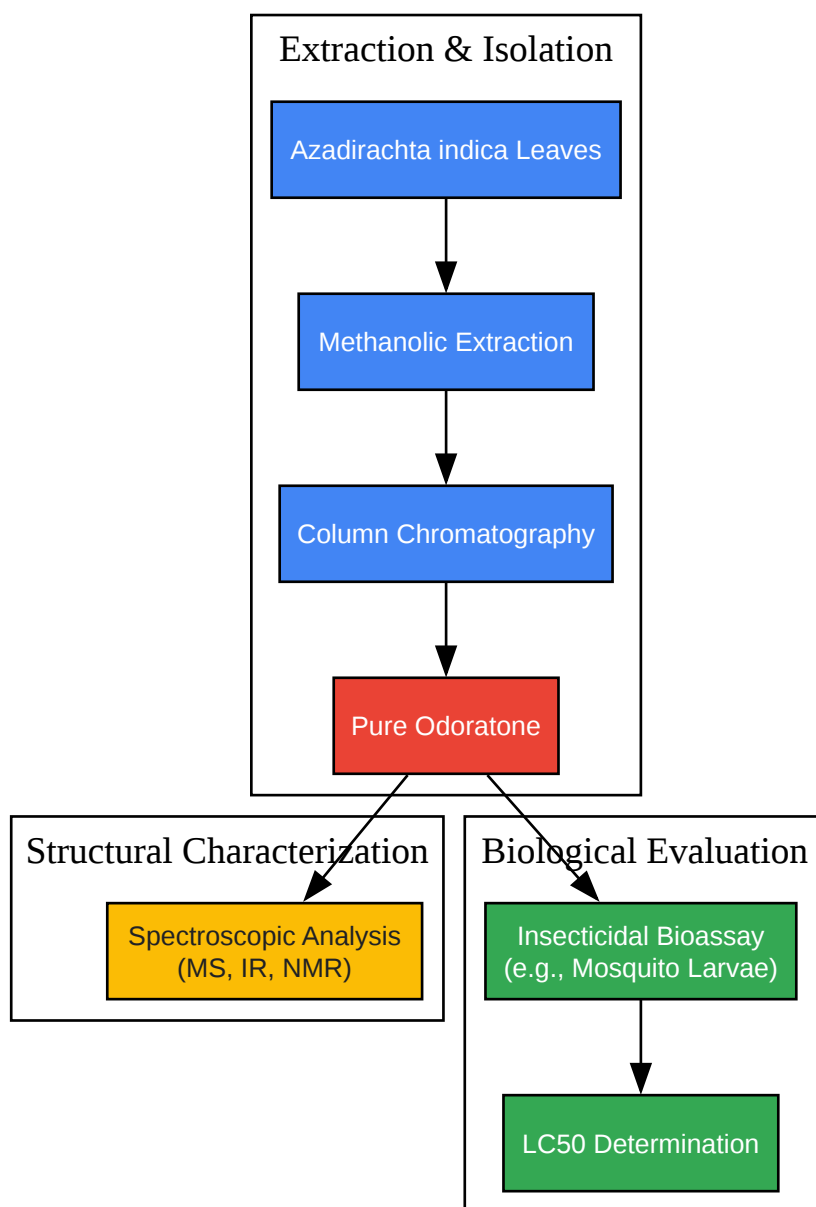 Extraction & Isolation
Azadirachta indica Leaves
Methanolic Extraction
Column Chromatography
Pure Odoratone
Structural Characterization
Spectroscopic Analysis
(MS, IR, NMR)
Biological Evaluation
Insecticidal Bioassay
(e.g., Mosquito Larvae)
LC50 Determination